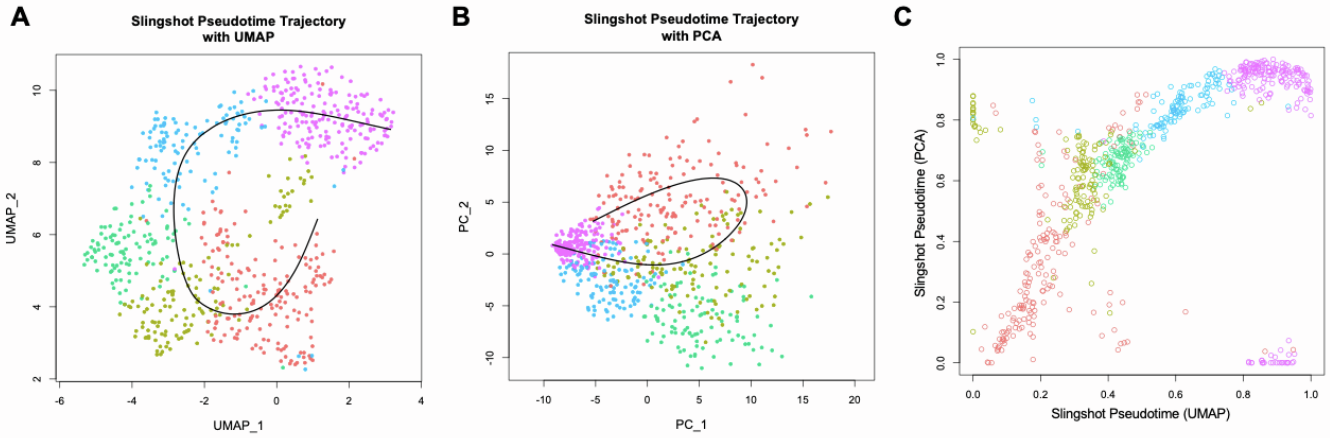 A
Slingshot Pseudotime Trajectory
with UMAP
10
8
6
4
2
UMAP_2
-6
-4
-2
0
2
4
UMAP_1
B
Slingshot Pseudotime Trajectory
with PCA
15
10
5
0
-5
-10
PC_2
-10
-5
0
5
10
15
20
PC_1
C
1.0
0.8
0.6
0.4
0.2
0.0
Slingshot Pseudotime (PCA)
0.0
0.2
0.4
0.6
0.8
1.0
Slingshot Pseudotime (UMAP)